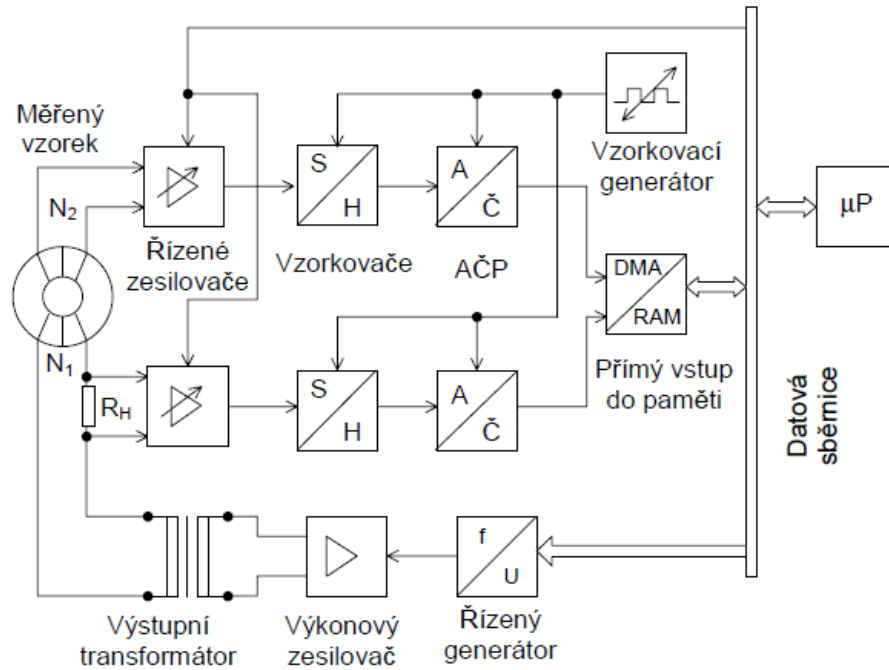 Měřený
vzorek
N2
N1
RH
Řízené
zesilovače
S
H
Vzorkovače
A
Č
AČP
Vzorkovací
generátor
µP
DMA
RAM
Přímý vstup
do paměti
Datová
sběrnice
S
H
A
Č
f
U
Výstupní
transformátor
Výkonový
zesilovač
Řízený
generátor